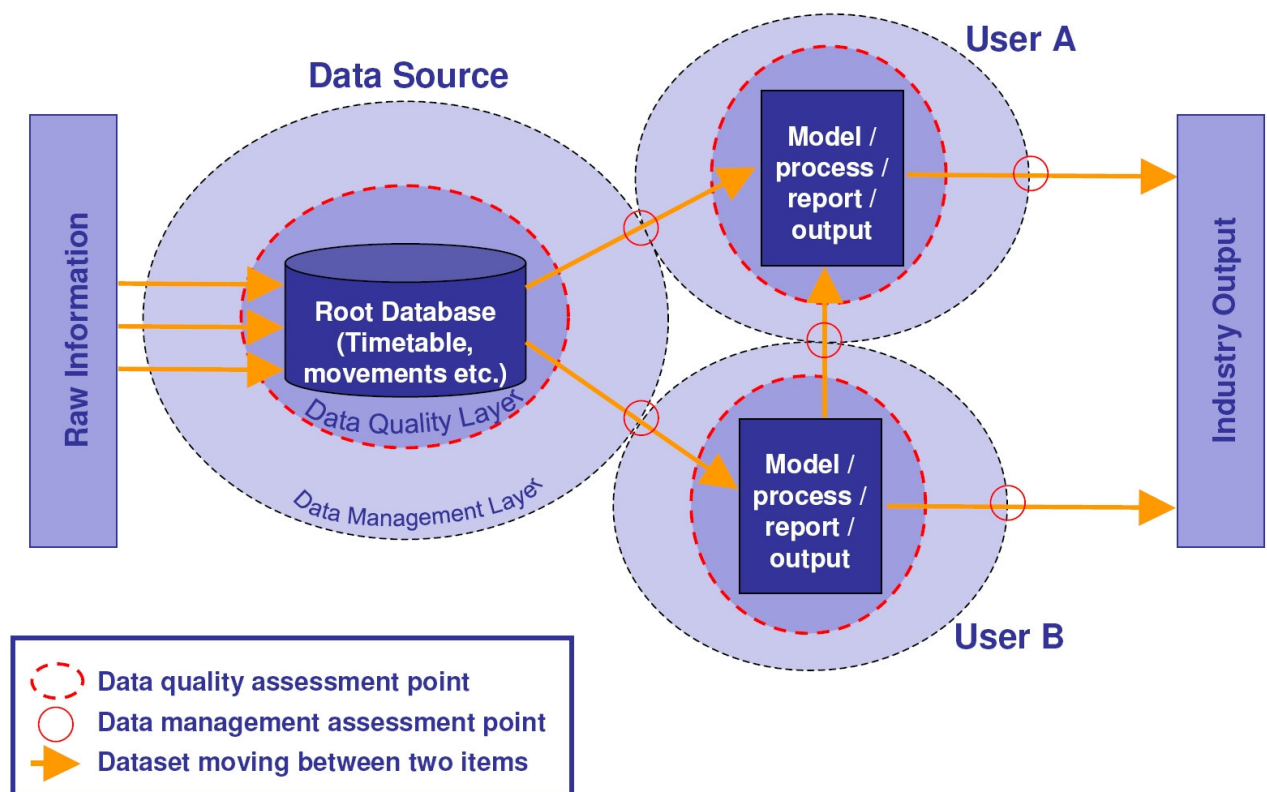 User A
Data Source
Raw Information
Model /
process /
report /
output
Root Database
(Timetable,
movements etc.)
Data Quality Layer
Data Management Layer
Model /
process /
report /
output
Industry Output
User B
Data quality assessment point
Data management assessment point
Dataset moving between two items